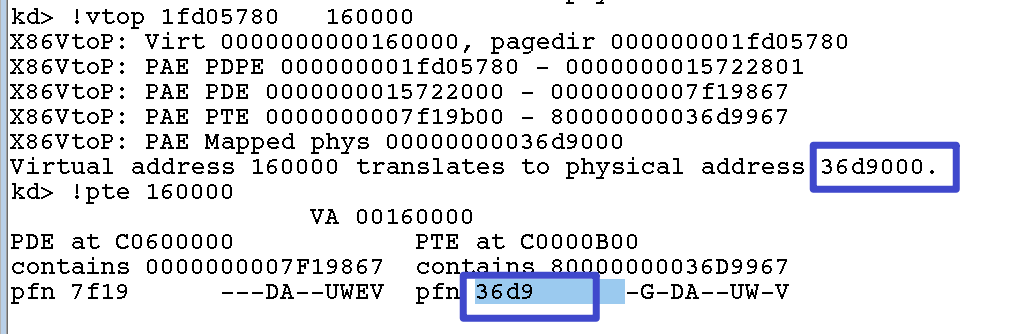 kd> !vtop 1fd05780   160000
X86VtoP: Virt 0000000000160000, pagedir 000000001fd05780
X86VtoP: PAE PDPE 000000001fd05780 - 0000000015722801
X86VtoP: PAE PDE 0000000015722000 - 0000000007f19867
X86VtoP: PAE PTE 0000000007f19b00 - 80000000036d9967
X86VtoP: PAE Mapped phys 00000000036d9000
Virtual address 160000 translates to physical address 36d9000.
kd> !pte 160000
                    VA 00160000
PDE at C0600000            PTE at C0000B00
contains 0000000007F19867  contains 80000000036D9967
pfn 7f19      ---DA--UWEV  pfn 36d9      -G-DA--UW-V